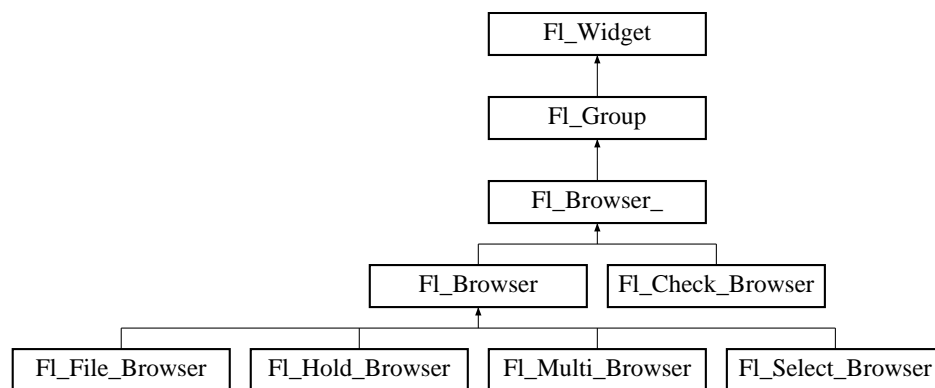 Fl_Widget
Fl_Group
Fl_Browser_
Fl_Browser
Fl_Check_Browser
Fl_File_Browser
Fl_Hold_Browser
Fl_Multi_Browser
Fl_Select_Browser